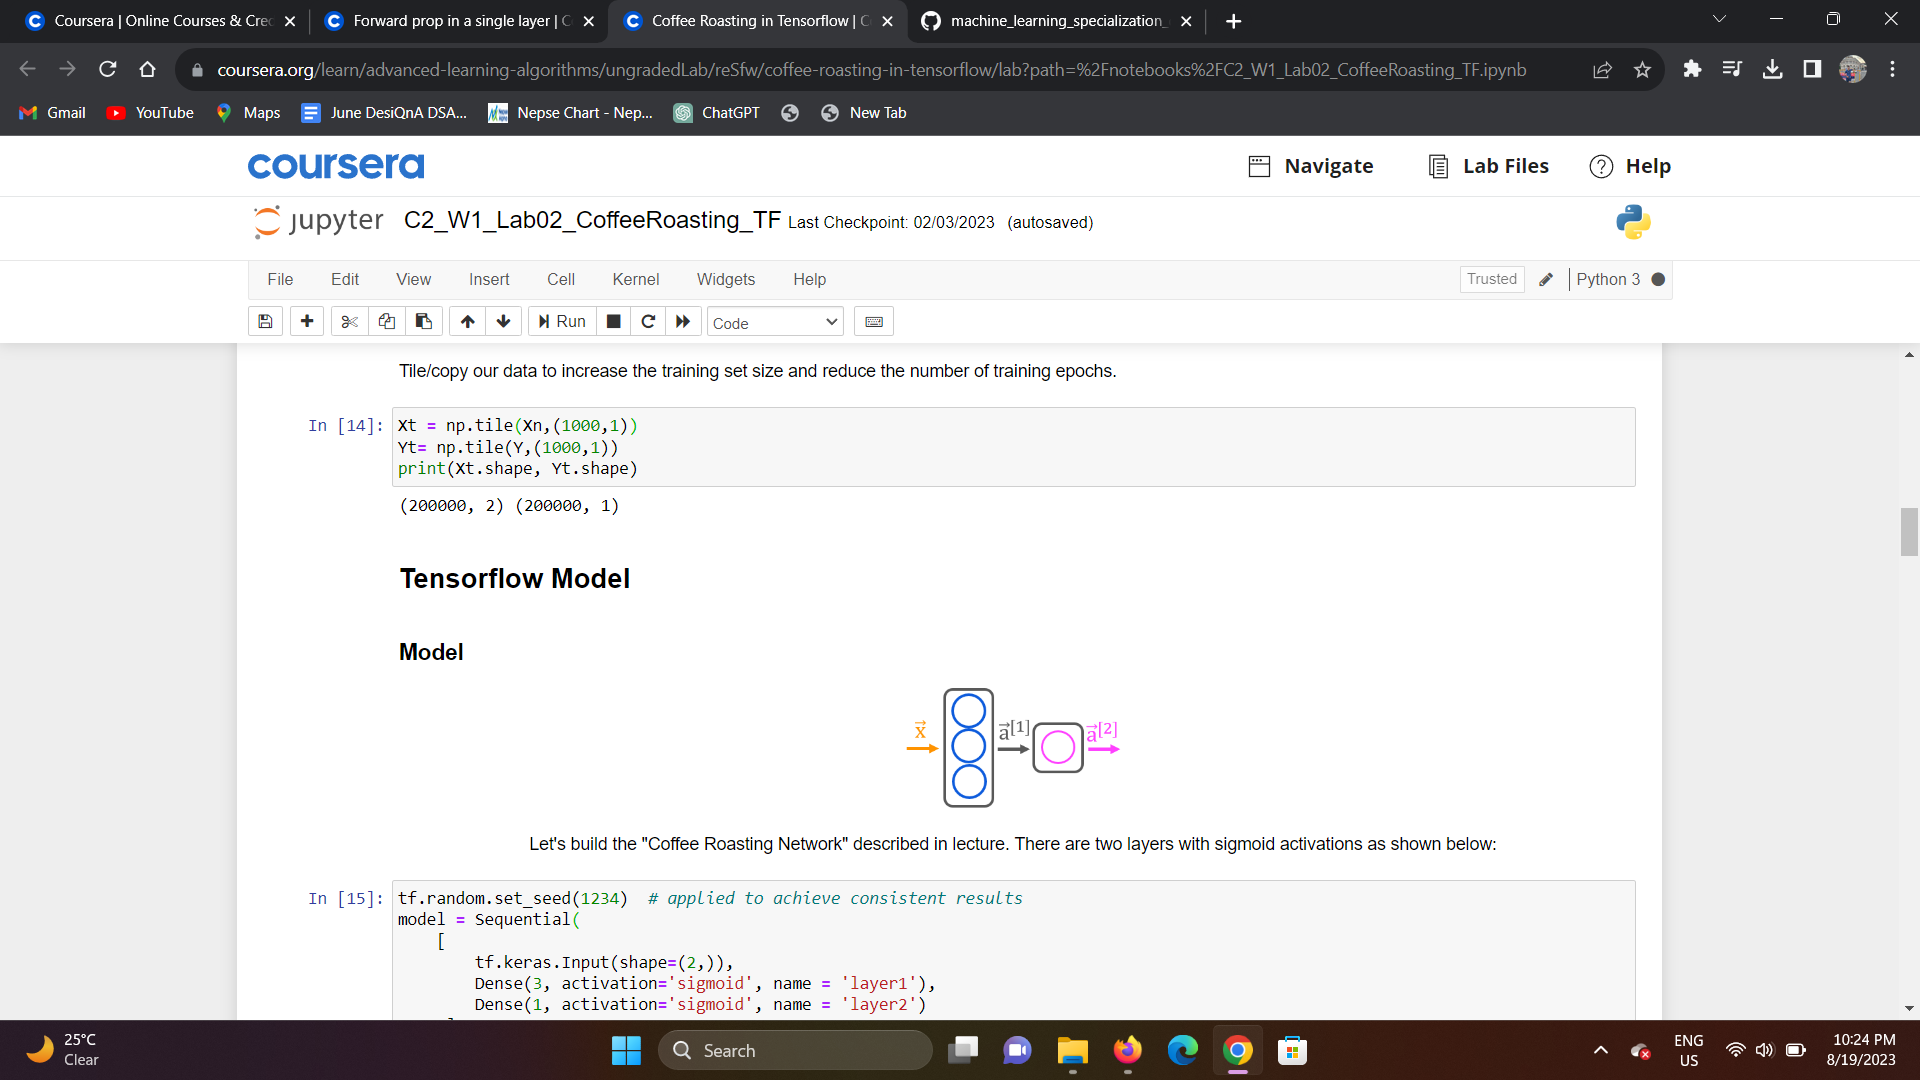 Coursera | Online Courses & Cre
Forward prop in a single layer | C
Coffee Roasting in Tensorflow | C
machine_learning_specialization_
coursera.org/learn/advanced-learning-algorithms/ungradedLab/reSfw/coffee-roasting-in-tensorflow/lab?path=%2Fnotebooks%2FC2_W1_Lab02_CoffeeRoasting_TF.ipynb
Gmail YouTube Maps June DesiQnA DSA... Nepse Chart - Nep... ChatGPT New Tab
coursera Navigate Lab Files Help
jupyter C2_W1_Lab02_CoffeeRoasting_TF Last Checkpoint: 02/03/2023 (autosaved)
File Edit View Insert Cell Kernel Widgets Help Trusted Python 3
Run Code
Tile/copy our data to increase the training set size and reduce the number of training epochs.
In [14]: Xt = np.tile(Xn,(1000,1))
Yt= np.tile(Y,(1000,1))
print(Xt.shape, Yt.shape)
(200000, 2) (200000, 1)
Tensorflow Model
Model
x⃗ a⃗[1] a⃗[2]
Let's build the "Coffee Roasting Network" described in lecture. There are two layers with sigmoid activations as shown below:
In [15]: tf.random.set_seed(1234) # applied to achieve consistent results
model = Sequential(
[
tf.keras.Input(shape=(2,)),
Dense(3, activation='sigmoid', name = 'layer1'),
Dense(1, activation='sigmoid', name = 'layer2')
25°C
Clear
Search
ENG
US
10:24 PM
8/19/2023